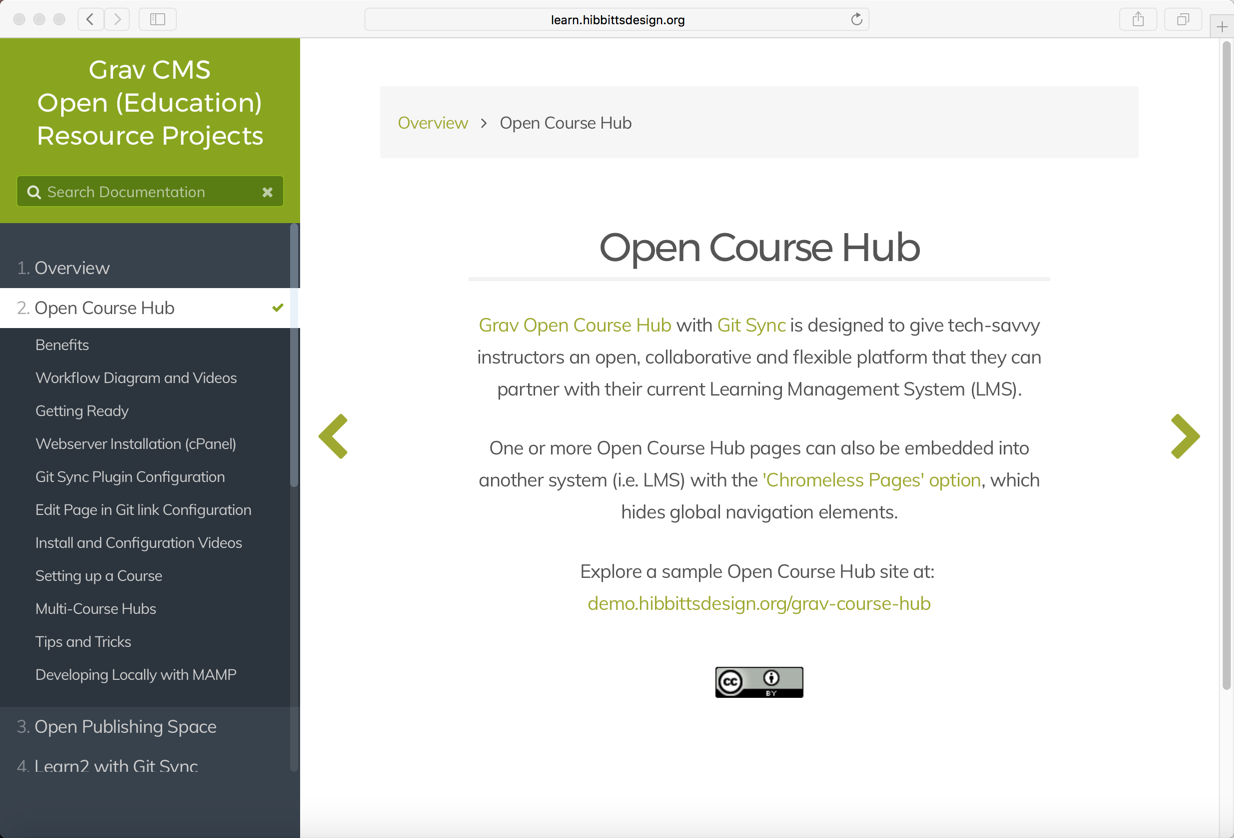 learn.hibbittsdesign.org
Grav CMS
Open (Education)
Resource Projects
Search Documentation
1. Overview
2. Open Course Hub
Benefits
Workflow Diagram and Videos
Getting Ready
Webserver Installation (cPanel)
Git Sync Plugin Configuration
Edit Page in Git link Configuration
Install and Configuration Videos
Setting up a Course
Multi-Course Hubs
Tips and Tricks
Developing Locally with MAMP
3. Open Publishing Space
4. Learn2 with Git Sync
Overview > Open Course Hub
Open Course Hub
Grav Open Course Hub with Git Sync is designed to give tech-savvy
instructors an open, collaborative and flexible platform that they can
partner with their current Learning Management System (LMS).
One or more Open Course Hub pages can also be embedded into
another system (i.e. LMS) with the 'Chromeless Pages' option, which
hides global navigation elements.
Explore a sample Open Course Hub site at:
demo.hibbittsdesign.org/grav-course-hub
cc
BY